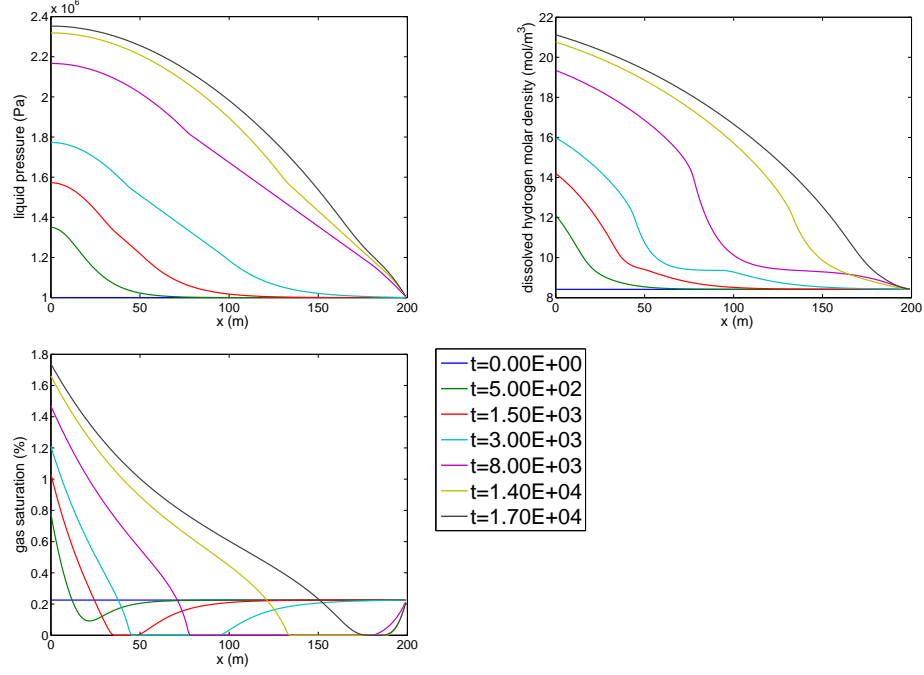 x 10^6
2.4
2.2
2
1.8
1.6
1.4
1.2
1
0 50 100 150 200
x (m)
liquid pressure (Pa)
22
20
18
16
14
12
10
8
0 50 100 150 200
x (m)
dissolved hydrogen molar density (mol/m^3)
1.8
1.6
1.4
1.2
1
0.8
0.6
0.4
0.2
0
0 50 100 150 200
x (m)
gas saturation (%)
t=0.00E+00
t=5.00E+02
t=1.50E+03
t=3.00E+03
t=8.00E+03
t=1.40E+04
t=1.70E+04